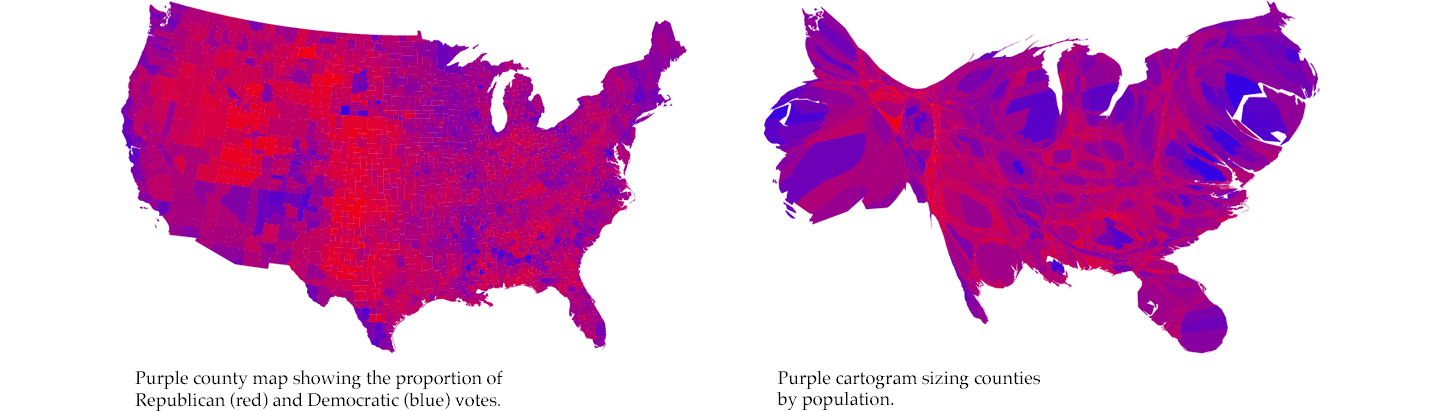 Purple county map showing the proportion of
Republican (red) and Democratic (blue) votes.
Purple cartogram sizing counties
by population.